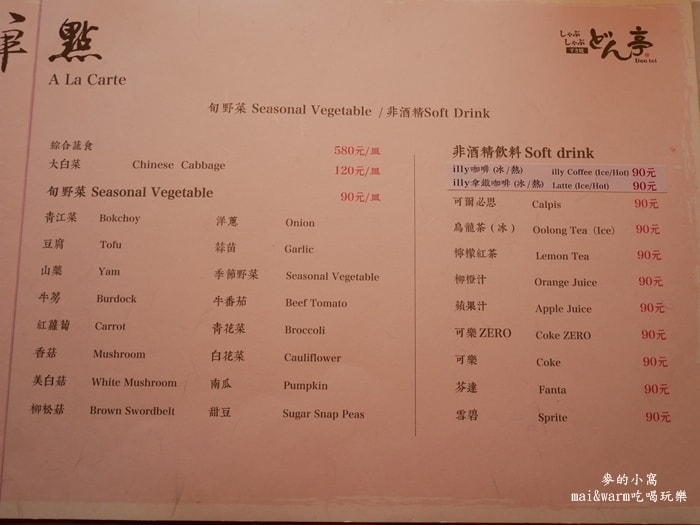 單點
A La Carte
しゃぶ
しゃぶ
どん亭
Don tei
旬野菜 Seasonal Vegetable / 非酒精Soft Drink
綜合蔬食 580元/皿
大白菜 Chinese Cabbage 120元/皿
旬野菜 Seasonal Vegetable 90元/皿
青江菜 Bokchoy
豆腐 Tofu
山藥 Yam
牛蒡 Burdock
紅蘿蔔 Carrot
香菇 Mushroom
美白菇 White Mushroom
柳松菇 Brown Swordbelt
洋蔥 Onion
蒜苗 Garlic
季節野菜 Seasonal Vegetable
牛番茄 Beef Tomato
青花菜 Broccoli
白花菜 Cauliflower
南瓜 Pumpkin
甜豆 Sugar Snap Peas
非酒精飲料 Soft drink
illy咖啡 (冰/熱) illy Coffee (Ice/Hot) 90元
illy拿鐵咖啡 (冰/熱) Latte (Ice/Hot) 90元
可爾必思 Calpis 90元
烏龍茶 (冰) Oolong Tea (Ice) 90元
檸檬紅茶 Lemon Tea 90元
柳橙汁 Orange Juice 90元
蘋果汁 Apple Juice 90元
可樂ZERO Coke ZERO 90元
可樂 Coke 90元
芬達 Fanta 90元
雪碧 Sprite 90元
麥的小窩
mai&warm吃喝玩樂